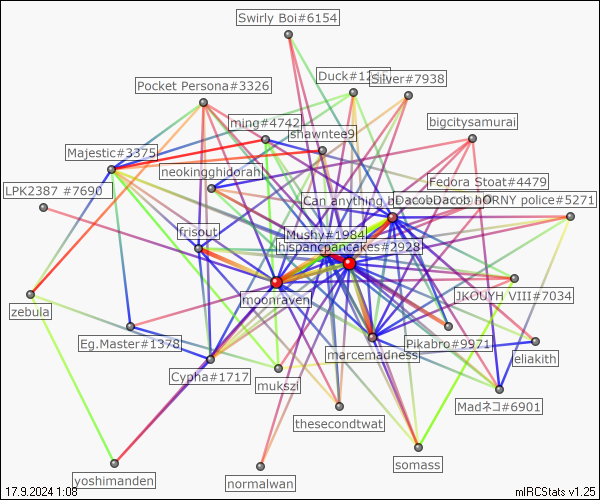 Swirly Boi#6154
Duck#12
Silver#7938
Pocket Persona#3326
ming#4742
bigcitysamurai
shawntee9
Majestic#3375
neokingghidorah
Fedora Stoat#4479
LPK2387 #7690
Can anything be
DacobDacob hORNY police#5271
frisout
Mushy#1984
hispancpancakes#2928
moonraven
JKOUYH VIII#7034
zebula
Eg.Master#1378
marcemadness
Pikabro#9971
eliakith
Cypha#1717
mukszi
Madネコ#6901
thesecondtwat
somass
yoshimanden
normalwan
17.9.2024 1:08
mIRCStats v1.25